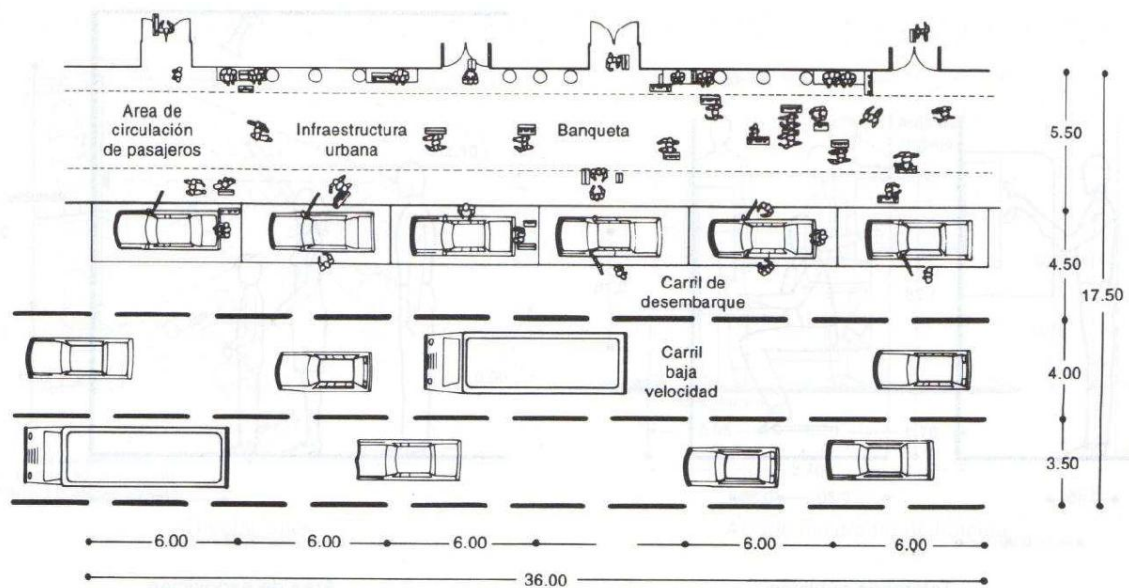 Area de
circulación
de pasajeros
Infraestructura
urbana
Banqueta
5.50
Carril de
desembarque
4.50
17.50
Carril
baja
velocidad
4.00
3.50
6.00
6.00
6.00
6.00
6.00
36.00